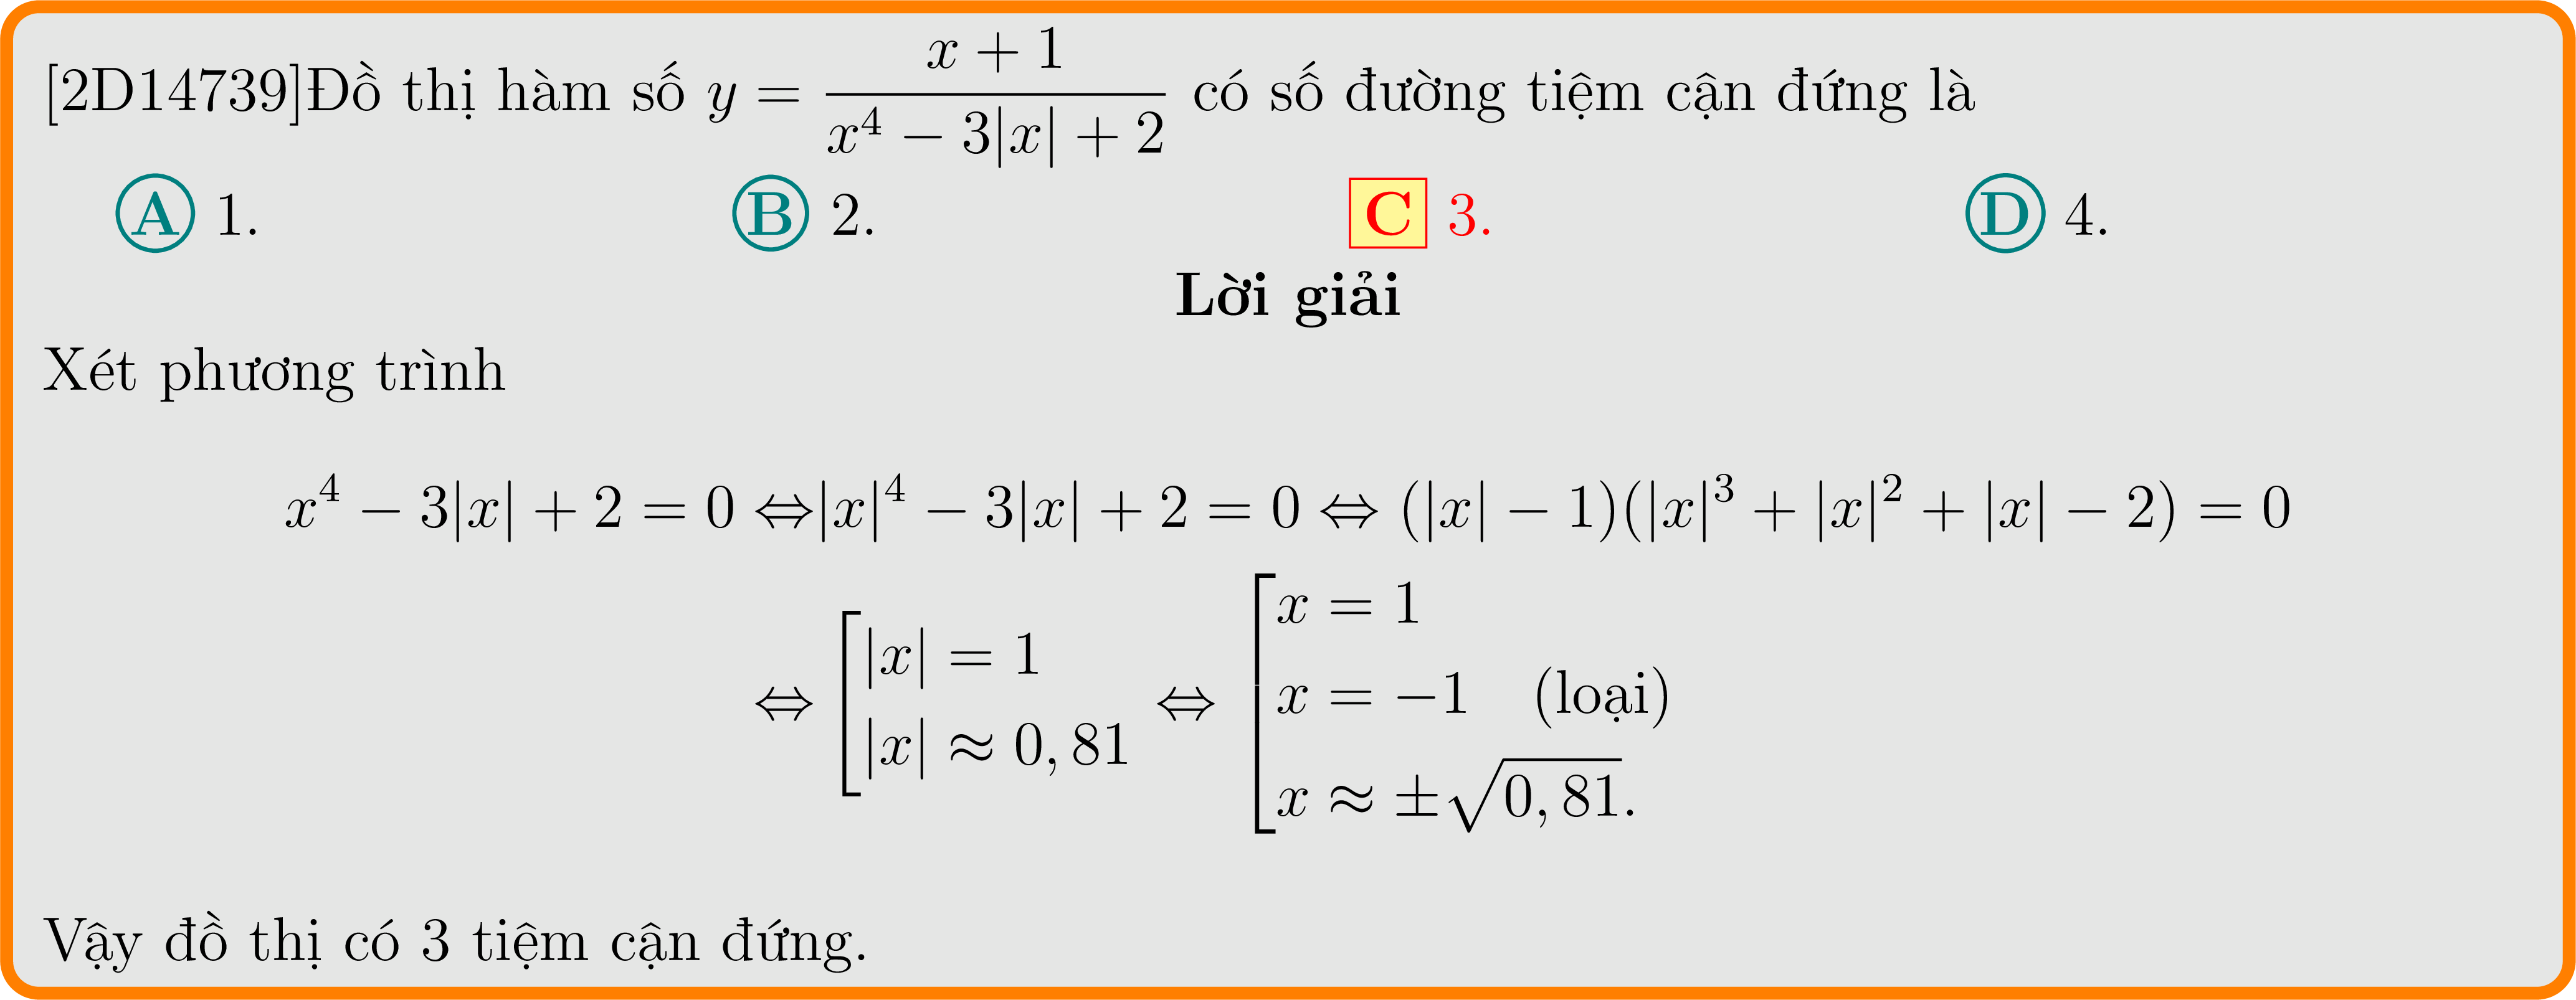 [2D14739]Đồ thị hàm số $y = \dfrac{x+1}{x^4-3|x|+2}$ có số đường tiệm cận đứng là
Ⓐ 1. Ⓑ 2. C 3. Ⓓ 4.
Lời giải
Xét phương trình
$x^4 - 3|x| + 2 = 0 \Leftrightarrow |x|^4 - 3|x| + 2 = 0 \Leftrightarrow (|x| - 1)(|x|^3 + |x|^2 + |x| - 2) = 0$
$\Leftrightarrow \left[\begin{array}{l} |x| = 1 \\ |x| \approx 0,81 \end{array}\right. \Leftrightarrow \left[\begin{array}{l} x = 1 \\ x = -1 \quad \text{(loại)} \\ x \approx \pm\sqrt{0,81}. \end{array}\right.$
Vậy đồ thị có 3 tiệm cận đứng.